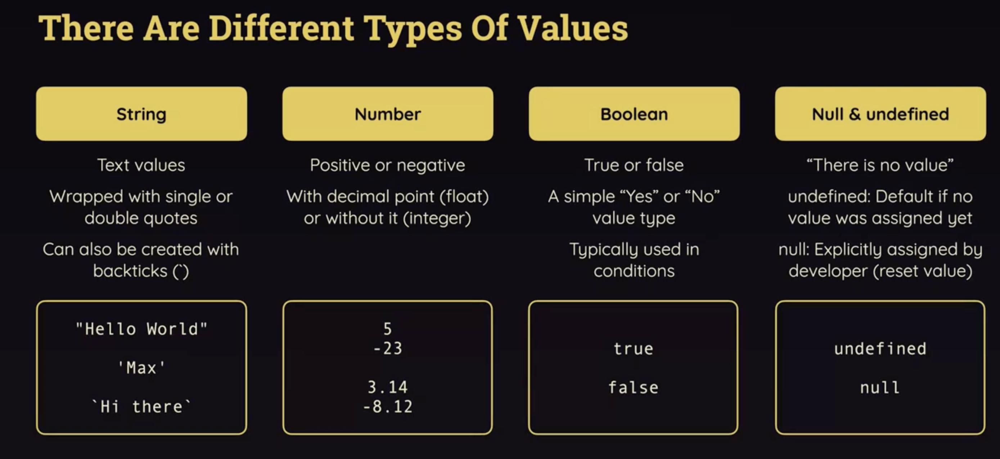 There Are Different Types Of Values
String
Text values
Wrapped with single or
double quotes
Can also be created with
backticks (`)
"Hello World"
'Max'
`Hi there`
Number
Positive or negative
With decimal point (float)
or without it (integer)
5
-23
3.14
-8.12
Boolean
True or false
A simple “Yes” or “No”
value type
Typically used in
conditions
true
false
Null & undefined
“There is no value”
undefined: Default if no
value was assigned yet
null: Explicitly assigned by
developer (reset value)
undefined
null